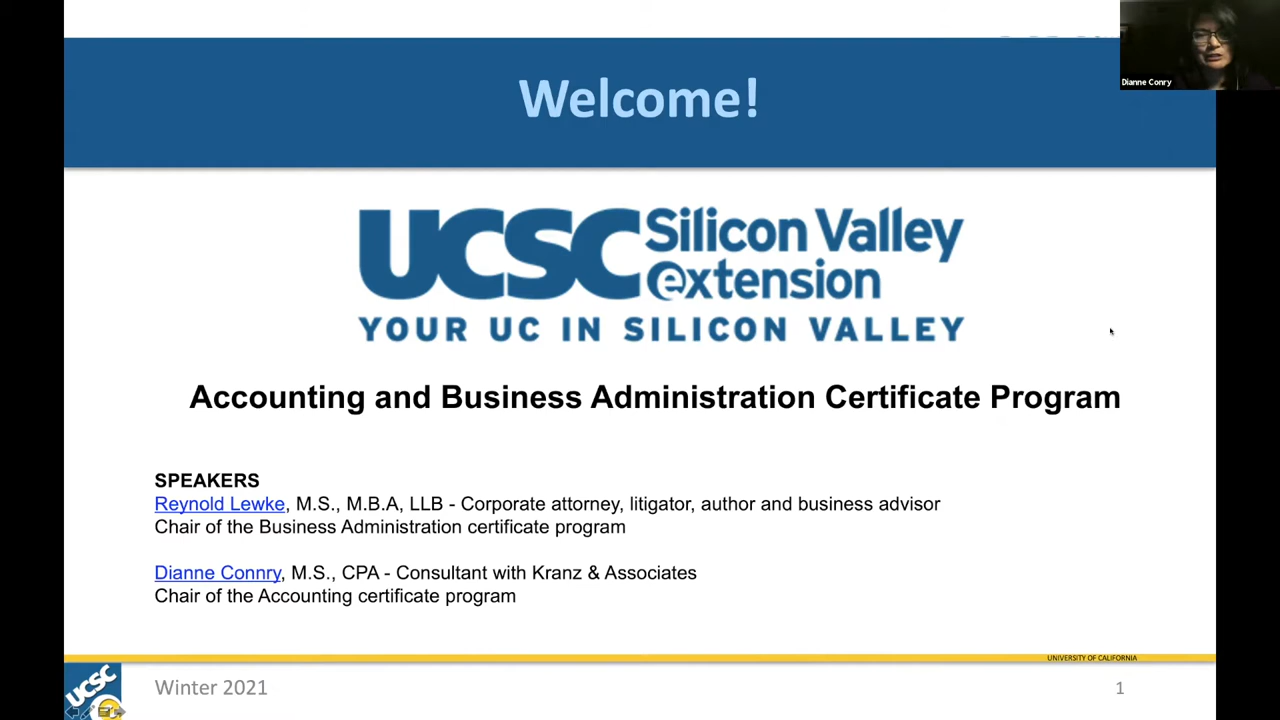 Welcome!
Dianne Conry
UCSC Silicon Valley
extension
YOUR UC IN SILICON VALLEY
Accounting and Business Administration Certificate Program
SPEAKERS
Reynold Lewke, M.S., M.B.A, LLB - Corporate attorney, litigator, author and business advisor
Chair of the Business Administration certificate program
Dianne Connry, M.S., CPA - Consultant with Kranz & Associates
Chair of the Accounting certificate program
UNIVERSITY OF CALIFORNIA
UCSC
Winter 2021
1